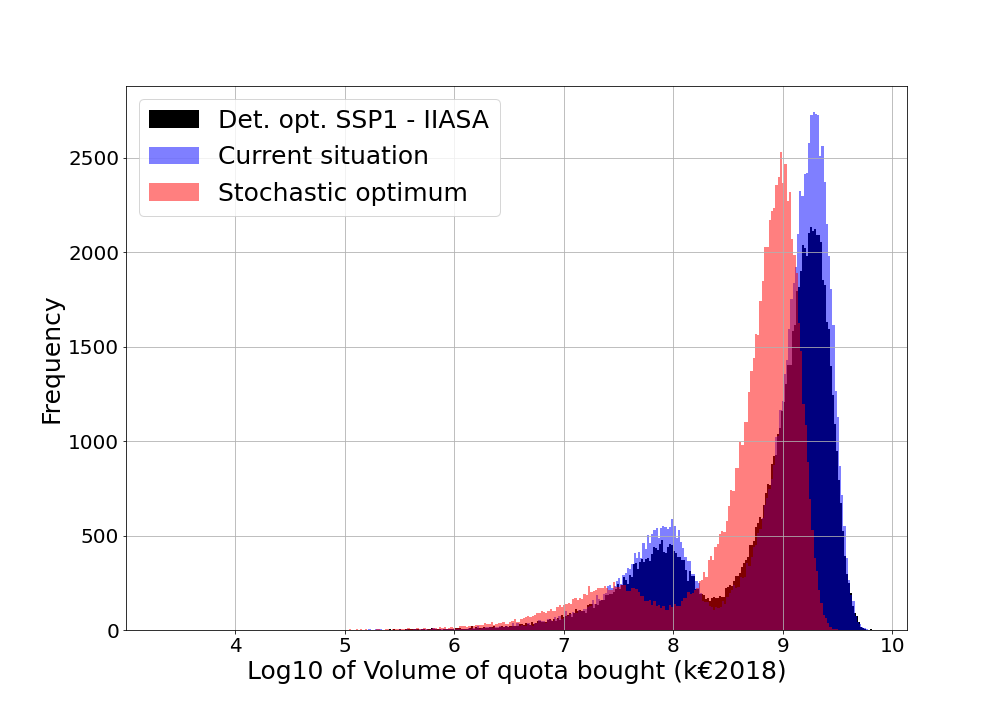 Det. opt. SSP1 - IIASA
Current situation
Stochastic optimum
2500
2000
1500
1000
500
0
Frequency
4 5 6 7 8 9 10
Log10 of Volume of quota bought (k€2018)